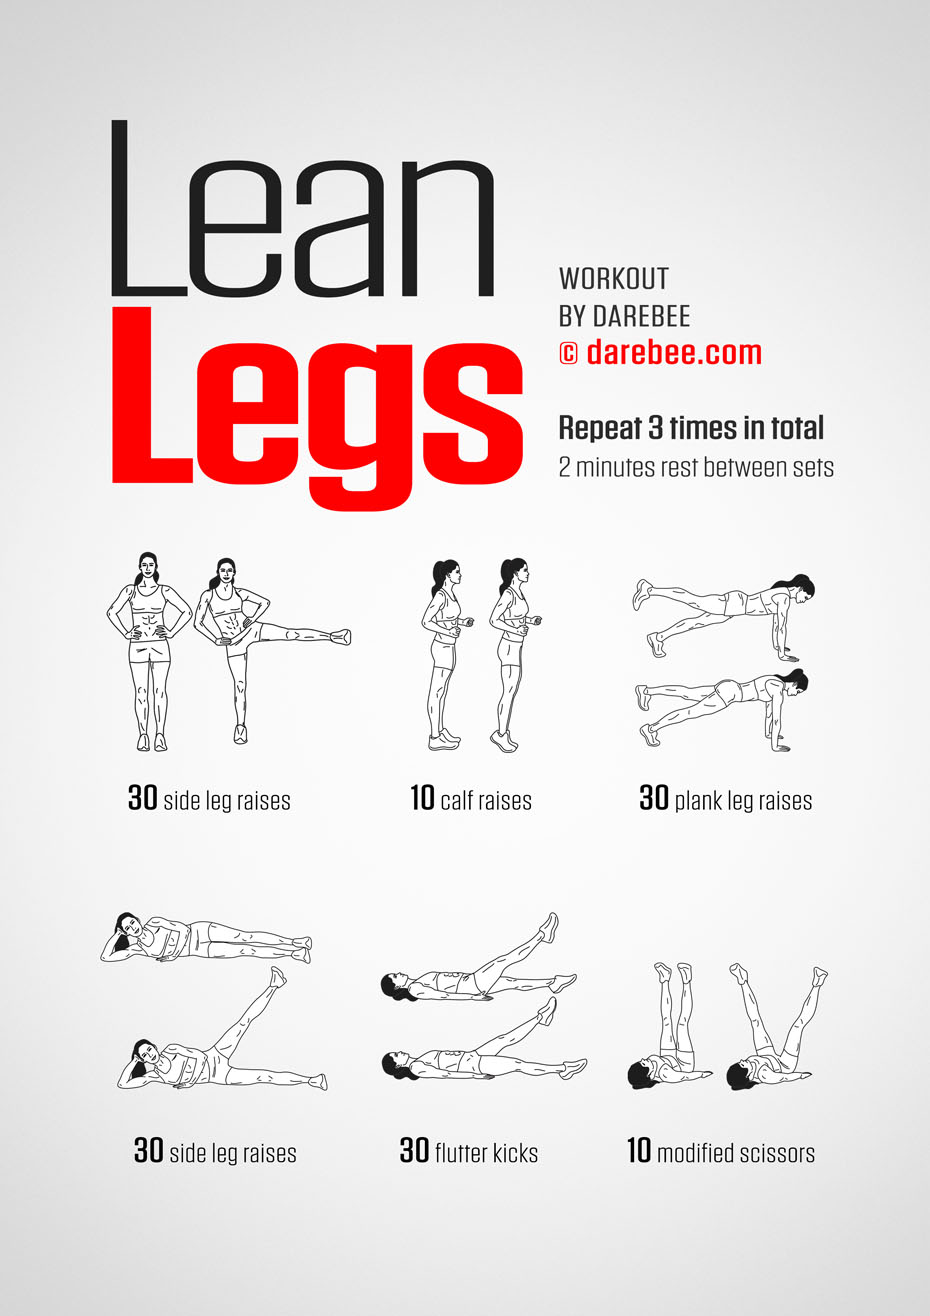 Lean
Legs
WORKOUT
BY DAREBEE
© darebee.com
Repeat 3 times in total
2 minutes rest between sets
30 side leg raises
10 calf raises
30 plank leg raises
30 side leg raises
30 flutter kicks
10 modified scissors